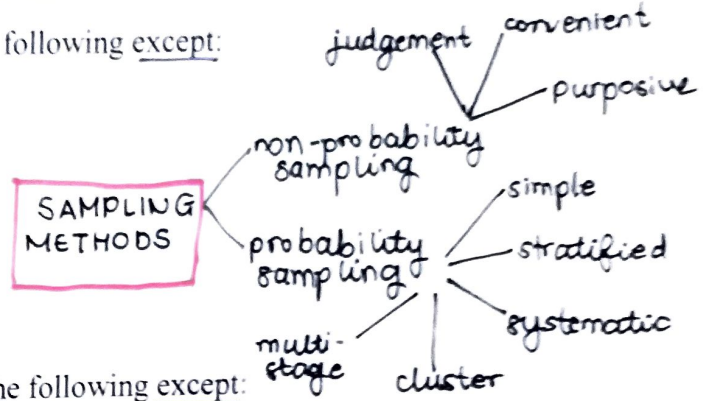 following except:
judgement
convenient
purposive
non-probability
sampling
SAMPLING
METHODS
probability
sampling
simple
stratified
systematic
multi-
stage
cluster
he following except: